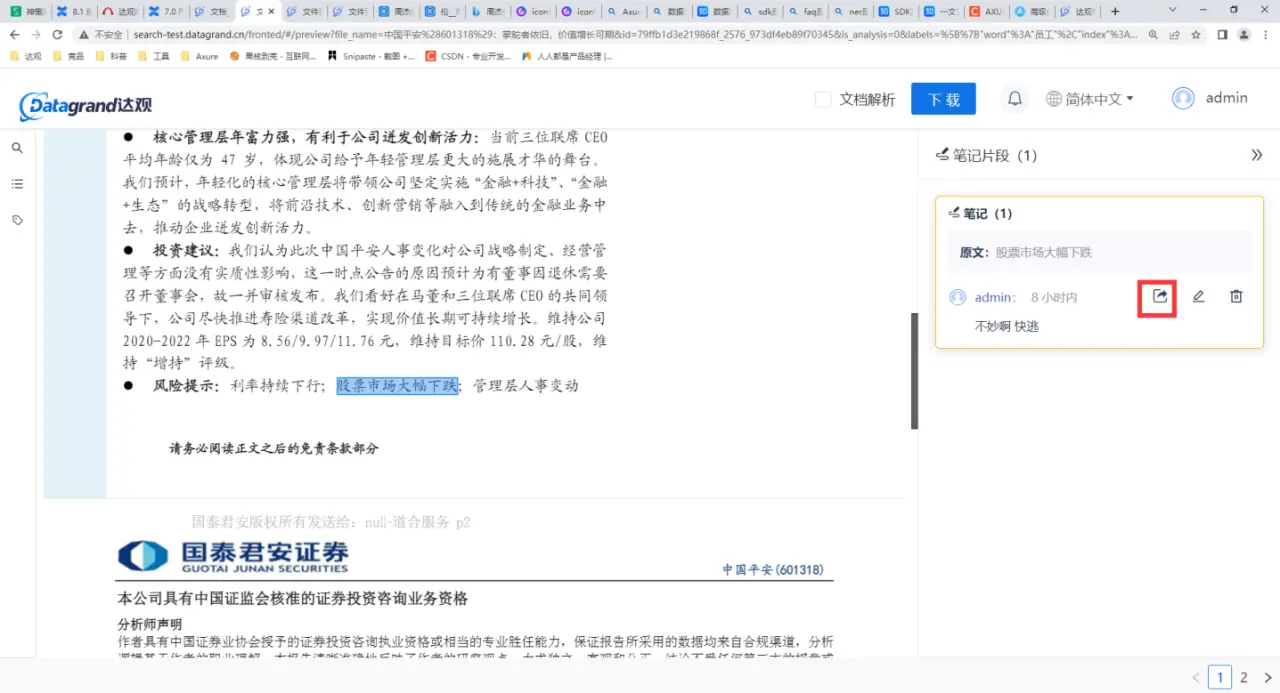 神策
8.1
达观
7.0
文档
文
文件
文件
周杰
伦_
周杰
icon
icon
Axu
数据
数据
sdk
faq
ner
SDK
一文
AXU
高级
达观
不安全
search-test.datagrand.cn/fronted/#/preview?file_name=中国平安%28601318%29：掌舵者依旧，价值增长可期&id=79ffb1d3e219868f_2576_973df4eb89f70345&is_analysis=0&labels=%5B%7B"word"%3A"员工"%2C"index"%3A...
达观
竞品
科普
工具
Axure
果核剥壳 - 互联网...
Snipaste - 截图 +...
CSDN - 专业开发...
人人都是产品经理 |...
Datagrand达观
文档解析
下 载
简体中文
admin
● 核心管理层年富力强，有利于公司迸发创新活力：当前三位联席 CEO
平均年龄仅为 47 岁，体现公司给予年轻管理层更大的施展才华的舞台。
我们预计，年轻化的核心管理层将带领公司坚定实施“金融+科技”、“金融
+生态”的战略转型，将前沿技术、创新营销等融入到传统的金融业务中
去，推动企业迸发创新活力。
● 投资建议：我们认为此次中国平安人事变化对公司战略制定、经营管
理等方面没有实质性影响，这一时点公告的原因预计为有董事因退休需要
召开董事会，故一并审核发布。我们看好在马董和三位联席 CEO 的共同领
导下，公司尽快推进寿险渠道改革，实现价值长期可持续增长。维持公司
2020-2022 年 EPS 为 8.56/9.97/11.76 元，维持目标价 110.28 元/股，维
持“增持”评级。
● 风险提示：利率持续下行；股票市场大幅下跌；管理层人事变动
请务必阅读正文之后的免责条款部分
国泰君安版权所有发送给：null-道合服务 p2
国泰君安证券
GUOTAI JUNAN SECURITIES
中国平安(601318)
本公司具有中国证监会核准的证券投资咨询业务资格
分析师声明
作者具有中国证券业协会授予的证券投资咨询执业资格或相当的专业胜任能力，保证报告所采用的数据均来自合规渠道，分析
笔记片段（1）
笔记（1）
原文：股票市场大幅下跌
admin： 8 小时内
不妙啊 快逃
1 2